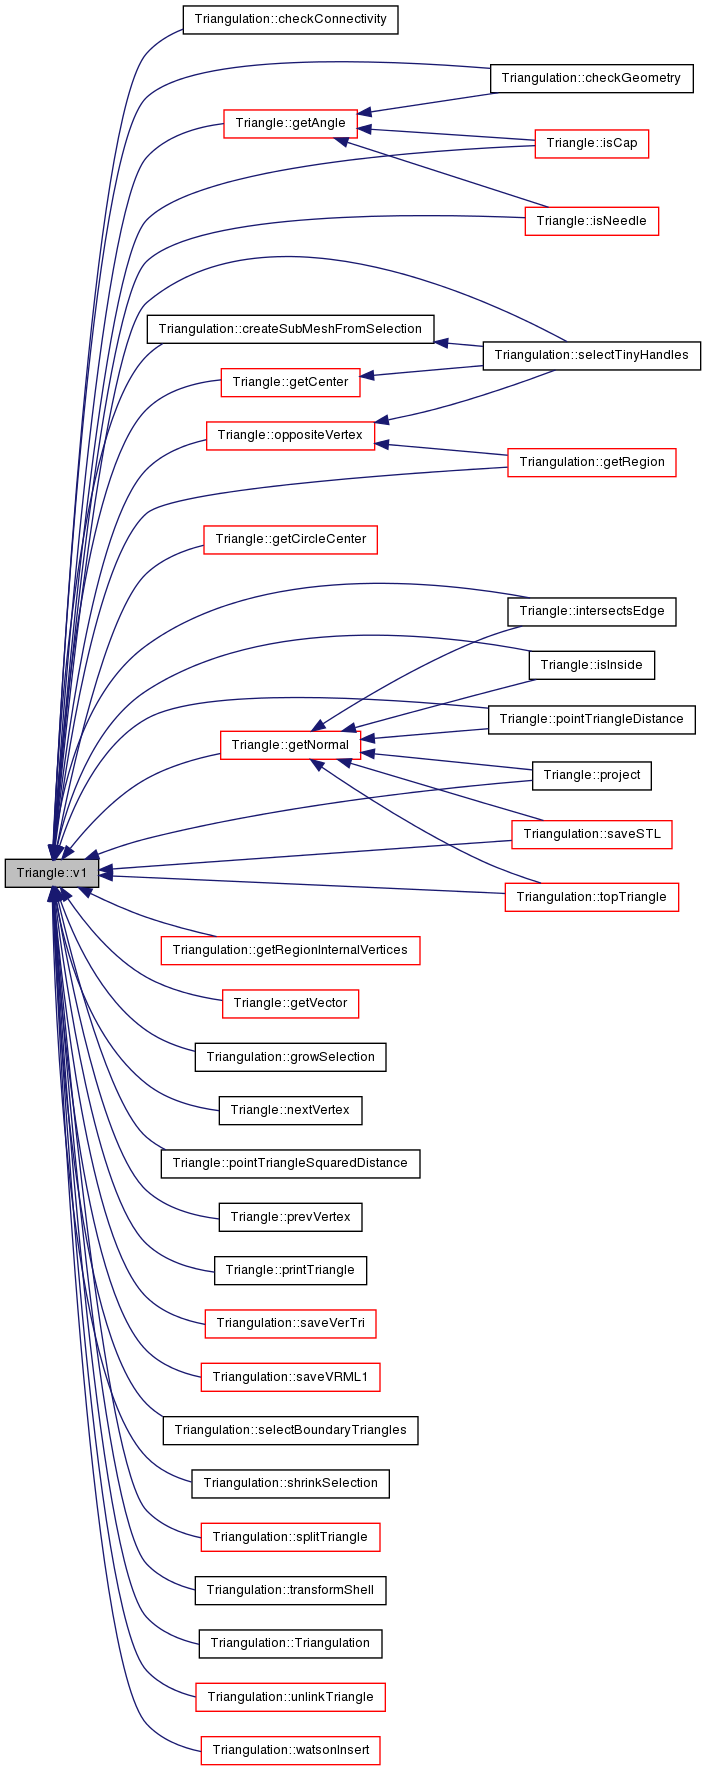 Triangulation::checkConnectivity
Triangulation::checkGeometry
Triangle::getAngle
Triangle::isCap
Triangle::isNeedle
Triangulation::createSubMeshFromSelection
Triangulation::selectTinyHandles
Triangle::getCenter
Triangle::oppositeVertex
Triangulation::getRegion
Triangle::getCircleCenter
Triangle::intersectsEdge
Triangle::isInside
Triangle::pointTriangleDistance
Triangle::getNormal
Triangle::project
Triangulation::saveSTL
Triangle::v1
Triangulation::topTriangle
Triangulation::getRegionInternalVertices
Triangle::getVector
Triangulation::growSelection
Triangle::nextVertex
Triangle::pointTriangleSquaredDistance
Triangle::prevVertex
Triangle::printTriangle
Triangulation::saveVerTri
Triangulation::saveVRML1
Triangulation::selectBoundaryTriangles
Triangulation::shrinkSelection
Triangulation::splitTriangle
Triangulation::transformShell
Triangulation::Triangulation
Triangulation::unlinkTriangle
Triangulation::watsonInsert